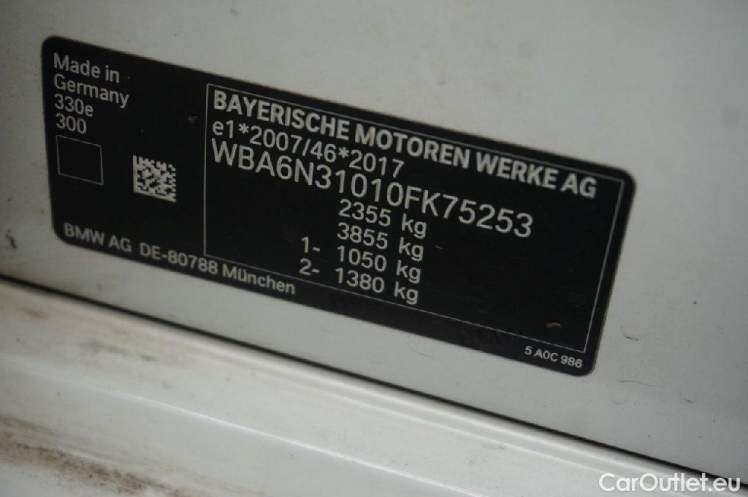 Made in
Germany
330e
300
BAYERISCHE MOTOREN WERKE AG
e1*2007/46*2017
WBA6N31010FK75253
2355 kg
3855 kg
1- 1050 kg
2- 1380 kg
BMW AG DE-80788 München
5 A0C 986
CarOutlet.eu